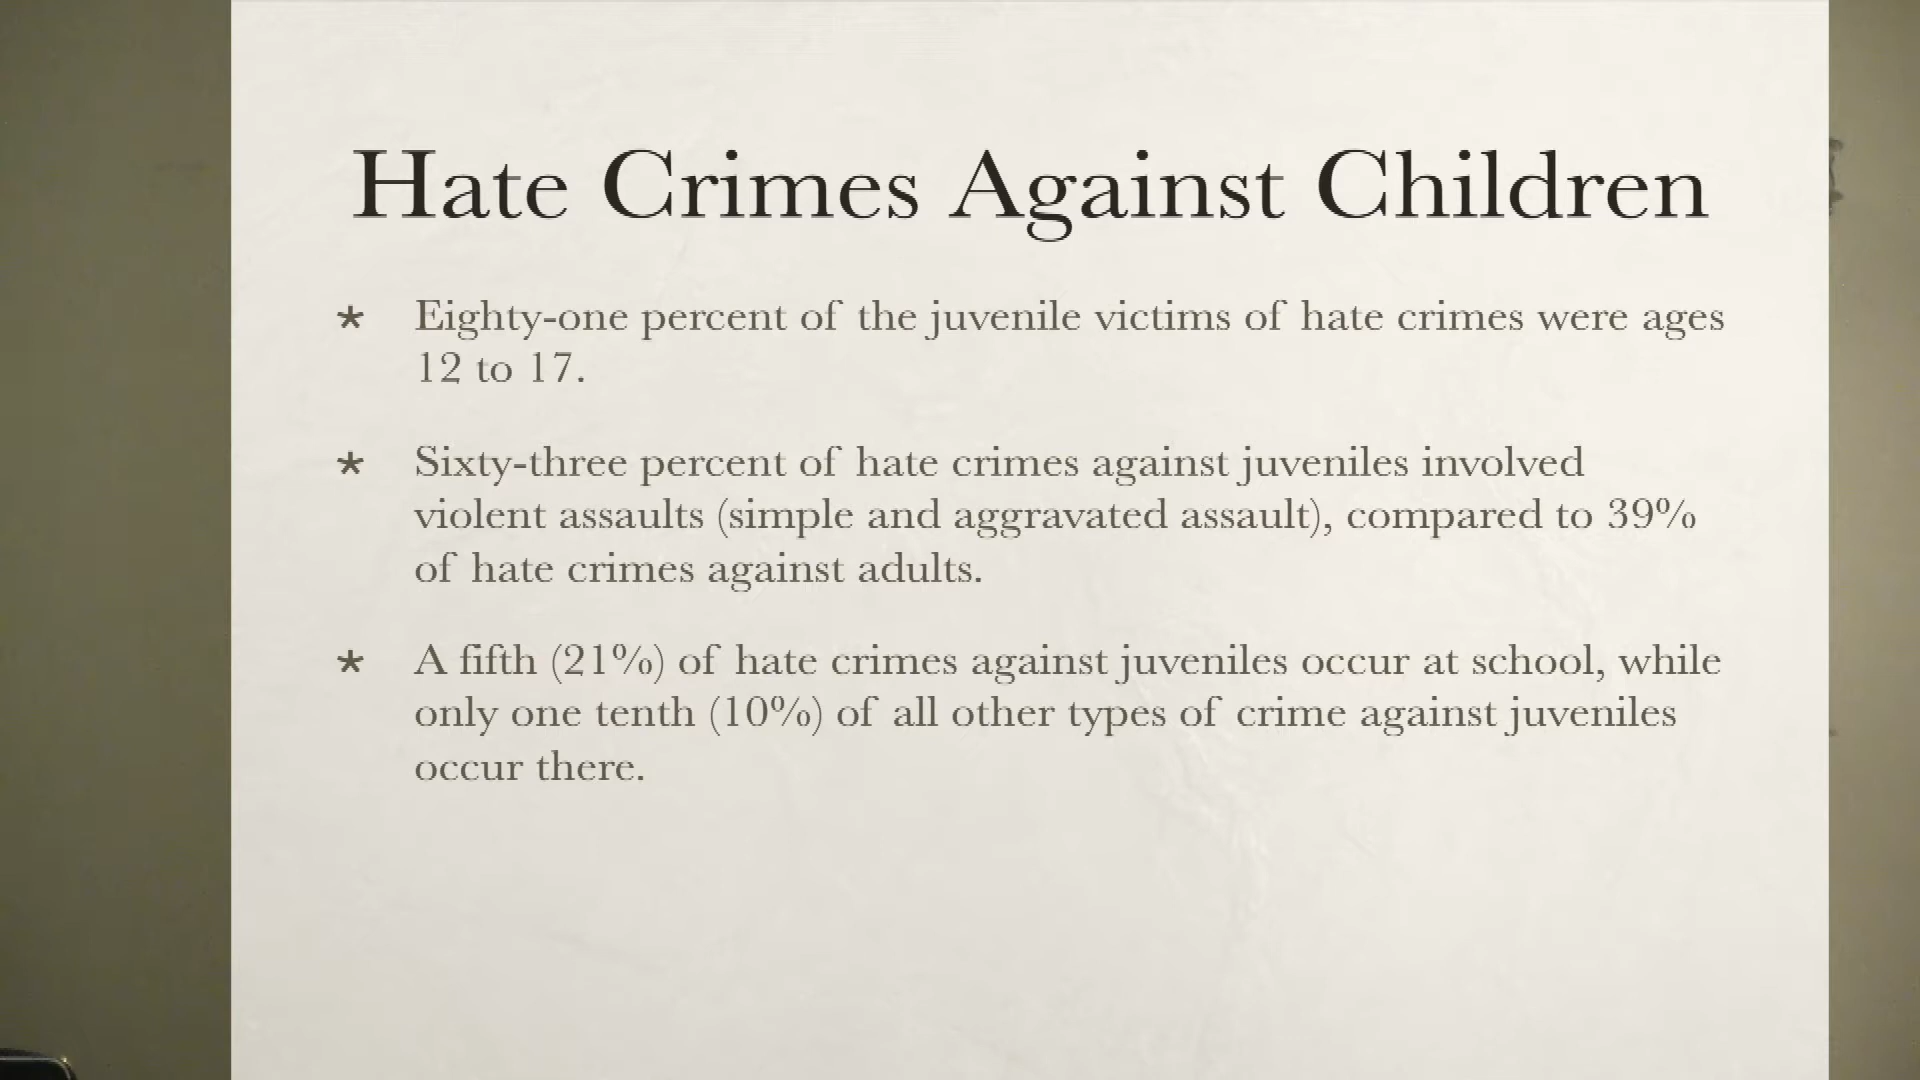 Hate Crimes Against Children
* Eighty-one percent of the juvenile victims of hate crimes were ages
12 to 17.
* Sixty-three percent of hate crimes against juveniles involved
violent assaults (simple and aggravated assault), compared to 39%
of hate crimes against adults.
* A fifth (21%) of hate crimes against juveniles occur at school, while
only one tenth (10%) of all other types of crime against juveniles
occur there.